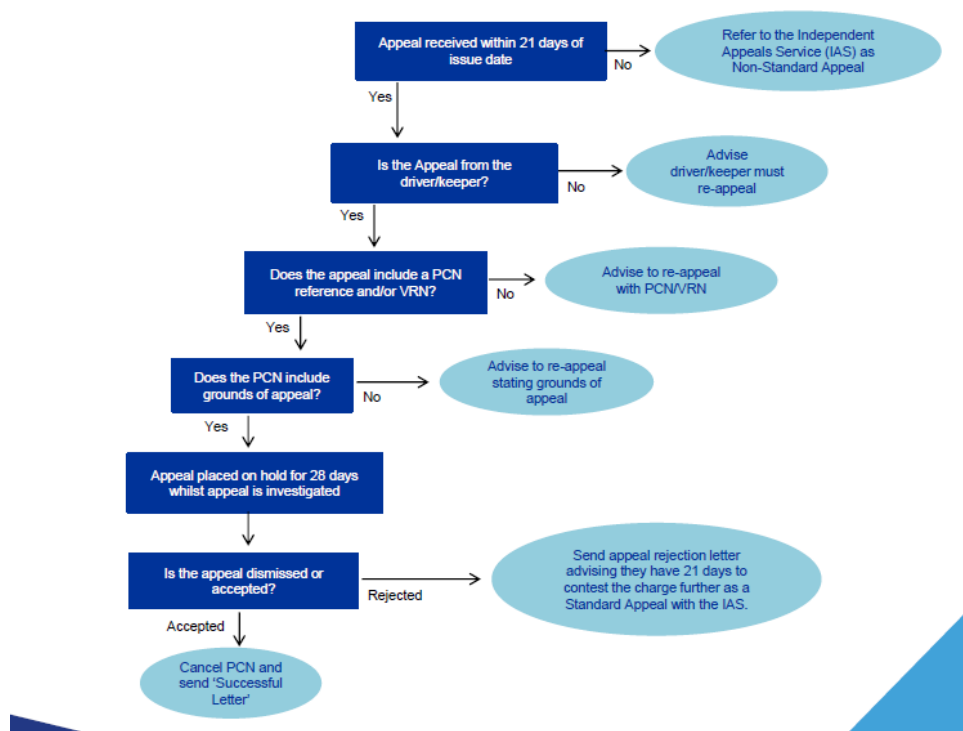 Appeal received within 21 days of
issue date
No
Refer to the Independent
Appeals Service (IAS) as
Non-Standard Appeal
Yes
Is the Appeal from the
driver/keeper?
No
Advise
driver/keeper must
re-appeal
Yes
Does the appeal include a PCN
reference and/or VRN?
No
Advise to re-appeal
with PCN/VRN
Yes
Does the PCN include
grounds of appeal?
No
Advise to re-appeal
stating grounds of
appeal
Yes
Appeal placed on hold for 28 days
whilst appeal is investigated
Is the appeal dismissed or
accepted?
Rejected
Send appeal rejection letter
advising they have 21 days to
contest the charge further as a
Standard Appeal with the IAS.
Accepted
Cancel PCN and
send ‘Successful
Letter’